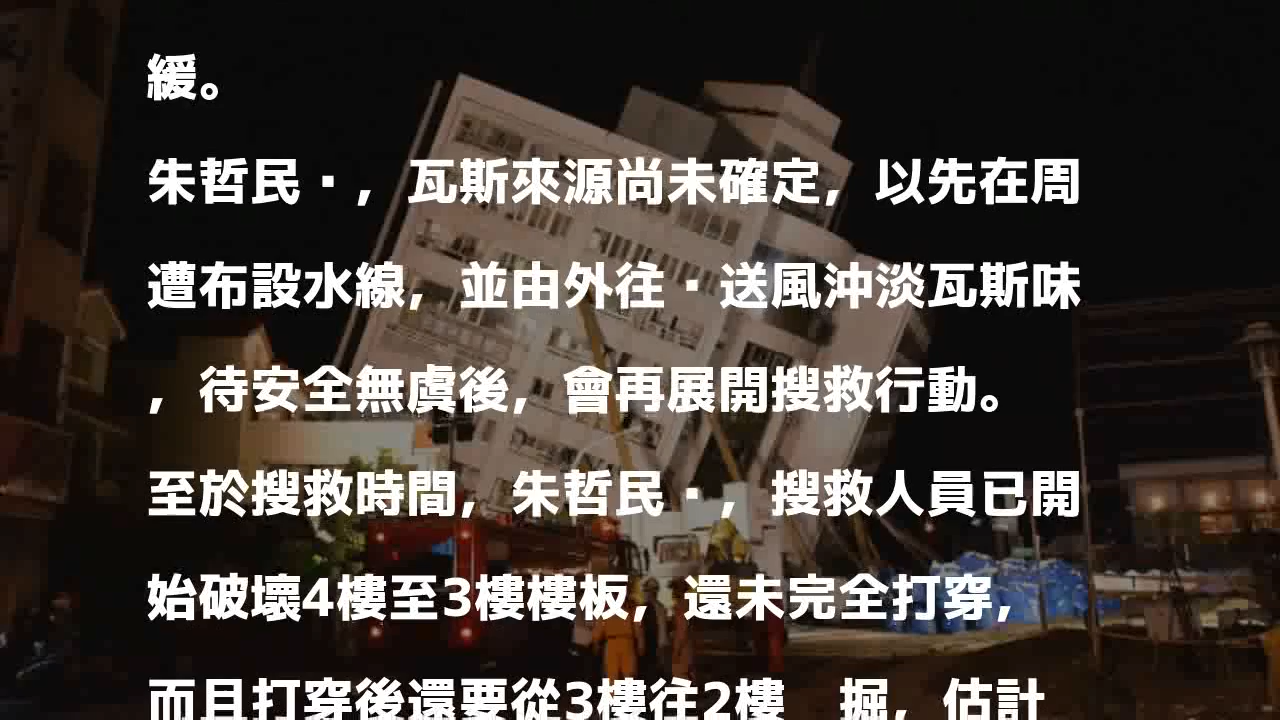 緩。
朱哲民·，瓦斯來源尚未確定，以先在周
遭布設水線，並由外往·送風沖淡瓦斯味
，待安全無虞後，會再展開搜救行動。
至於搜救時間，朱哲民·，搜救人員已開
始破壞4樓至3樓樓板，還未完全打穿，
而且打穿後還要從3樓往2樓　掘，估計